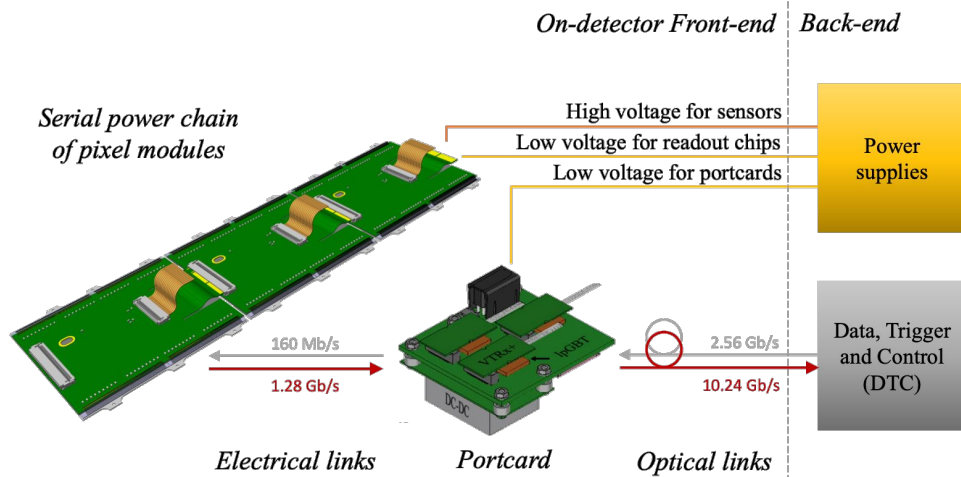 On-detector Front-end
Back-end
Serial power chain
of pixel modules
High voltage for sensors
Low voltage for readout chips
Low voltage for portcards
Power
supplies
160 Mb/s
1.28 Gb/s
VTRx+
lpGBT
DC-DC
2.56 Gb/s
10.24 Gb/s
Data, Trigger
and Control
(DTC)
Electrical links
Portcard
Optical links